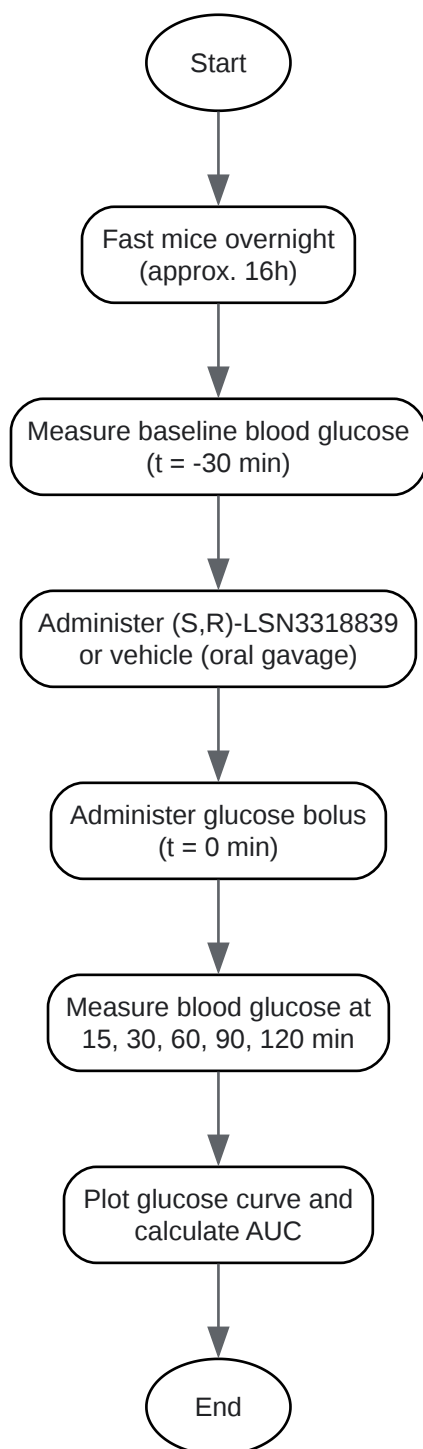 Start
Fast mice overnight
(approx. 16h)
Measure baseline blood glucose
(t = -30 min)
Administer (S,R)-LSN3318839
or vehicle (oral gavage)
Administer glucose bolus
(t = 0 min)
Measure blood glucose at
15, 30, 60, 90, 120 min
Plot glucose curve and
calculate AUC
End